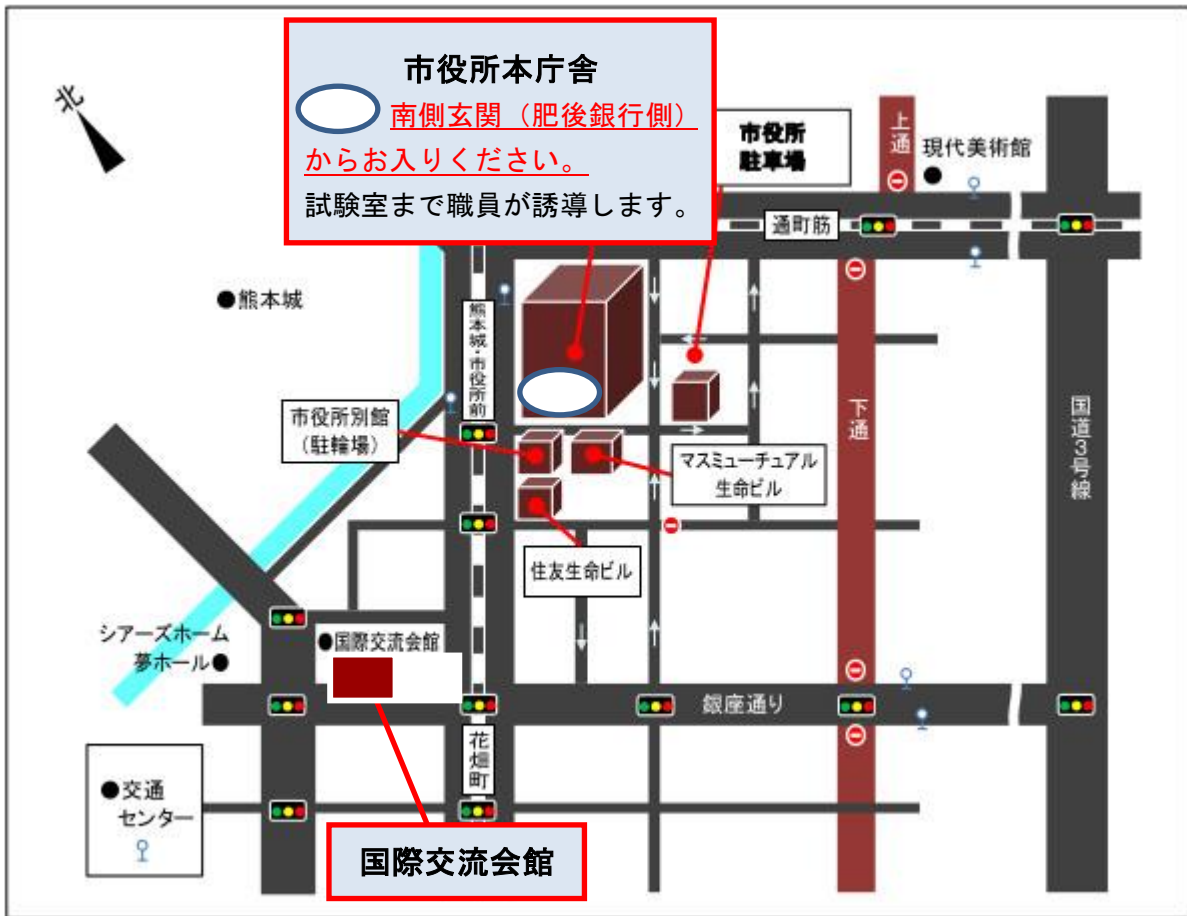 市役所本庁舎
南側玄関（肥後銀行側）
からお入りください。
試験室まで職員が誘導します。
北
市役所
駐車場
上通
現代美術館
通町筋
●熊本城
熊本城・市役所前
市役所別館
（駐輪場）
マスミューチュアル
生命ビル
下通
国道3号線
住友生命ビル
シアーズホーム
夢ホール●
●国際交流会館
銀座通り
花畑町
●交通
センター
国際交流会館